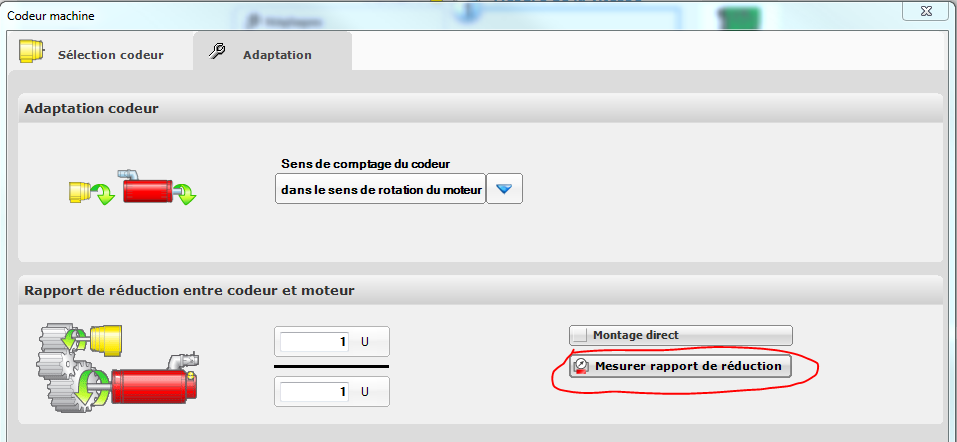 Codeur machine
Sélection codeur
Adaptation
Adaptation codeur
Sens de comptage du codeur
dans le sens de rotation du moteur
Rapport de réduction entre codeur et moteur
1 U
1 U
Montage direct
Mesurer rapport de réduction